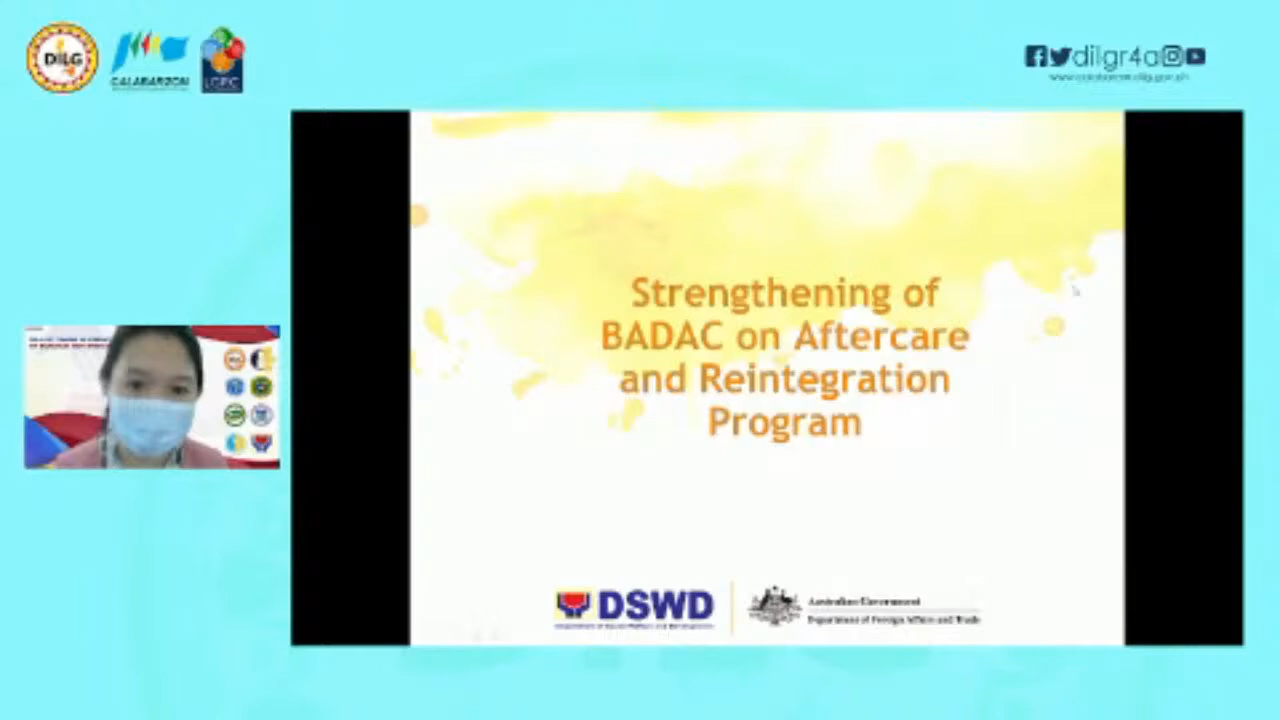 DILG
CALABARZON
LGRC
dilgr4a
Strengthening of
BADAC on Aftercare
and Reintegration
Program
DSWD
Australian Government
Department of Foreign Affairs and Trade